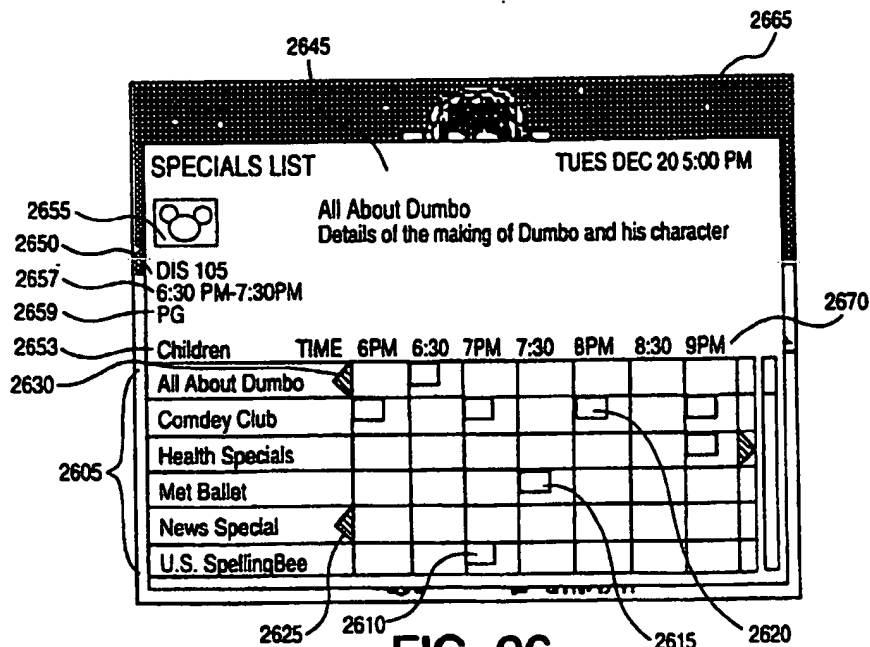 2645
2665
SPECIALS LIST TUES DEC 20 5:00 PM
2655
All About Dumbo
Details of the making of Dumbo and his character
2650
DIS 105
2657
6:30 PM-7:30PM
2659
PG
2670
2653
Children TIME 6PM 6:30 7PM 7:30 8PM 8:30 9PM
2630
All About Dumbo
Comdey Club
2605
Health Specials
Met Ballet
News Special
U.S. SpellingBee
2625 2610 2615 2620